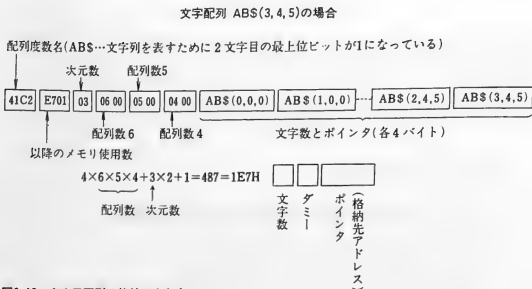 文字配列 AB$(3,4,5)の場合
配列度数名(AB$…文字列を表すために2文字目の最上位ビットが1になっている)
次元数 配列数5
41C2 E701 03 06 00 05 00 04 00 AB$(0,0,0) AB$(1,0,0) AB$(2,4,5) AB$(3,4,5)
配列数6 配列数4 文字数とポインタ(各4バイト)
以降のメモリ使用数
4×6×5×4+3×2+1=487=1E7H
配列数 次元数
文字数
ダミー
ポインタ
(格納先アドレス)